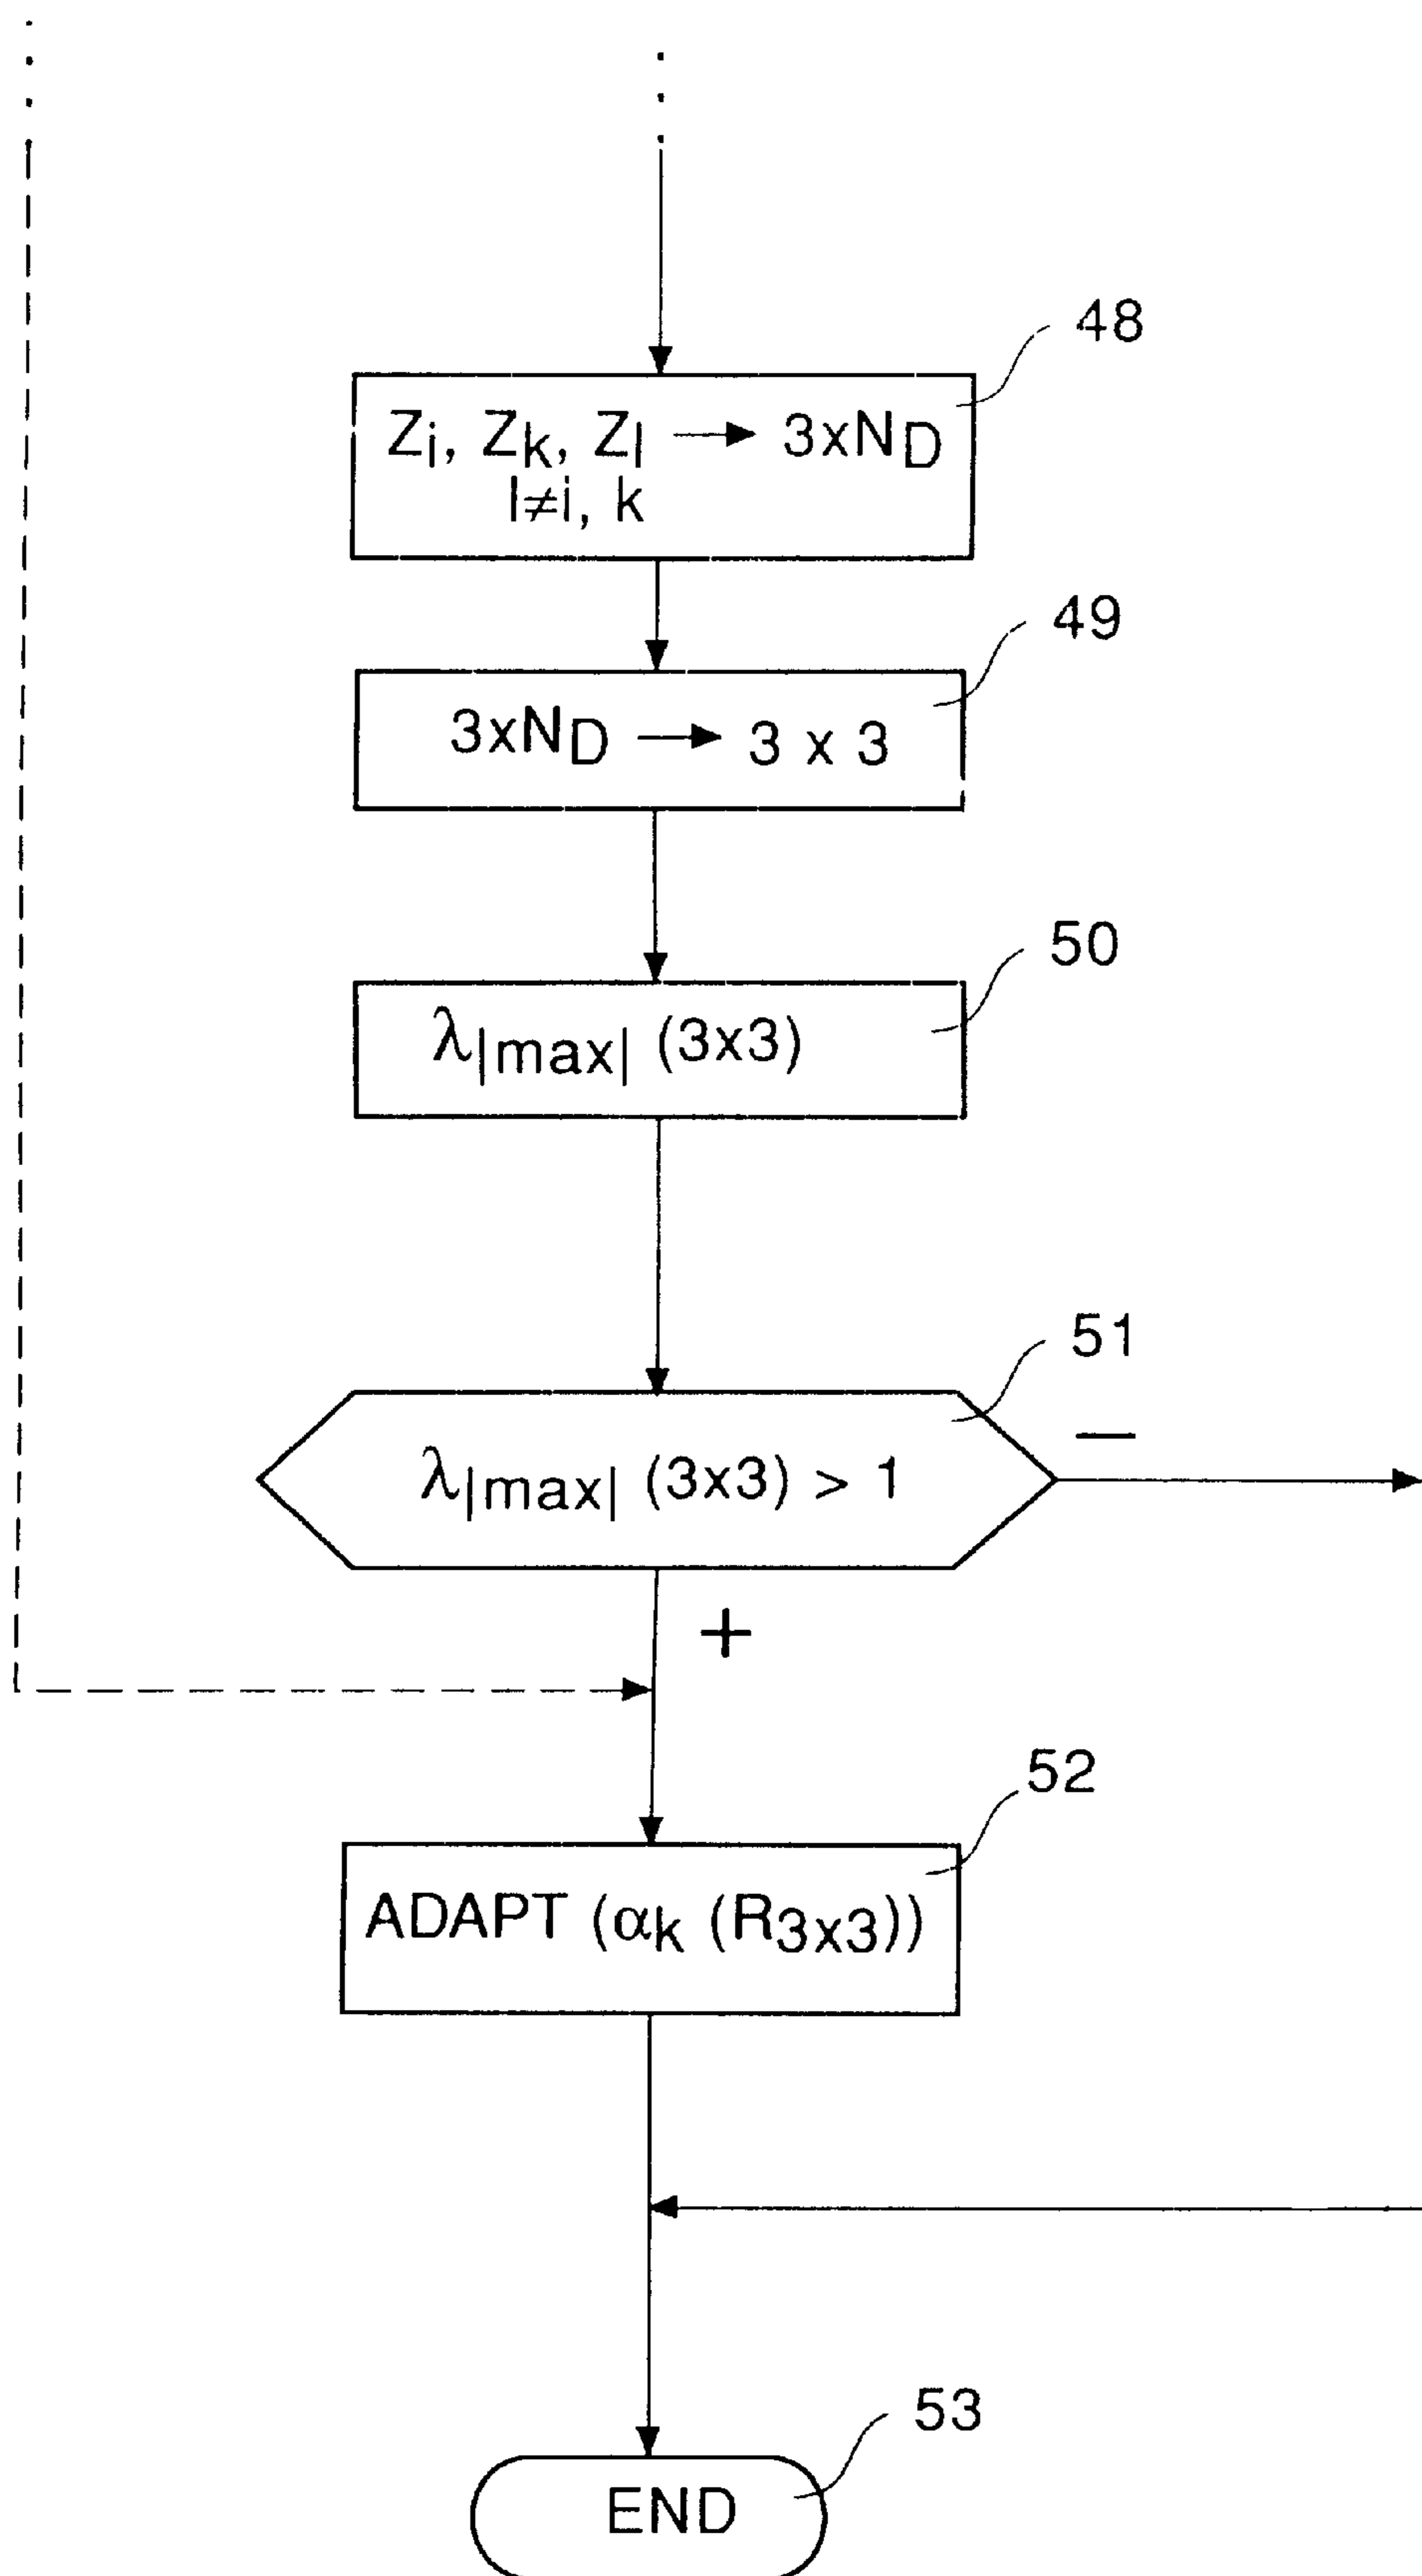 48
Zi, Zk, Zl → 3xND
l≠i, k
49
3xND → 3 x 3
50
λ|max| (3x3)
51
λ|max| (3x3) > 1
—
+
52
ADAPT (αk (R3x3))
53
END